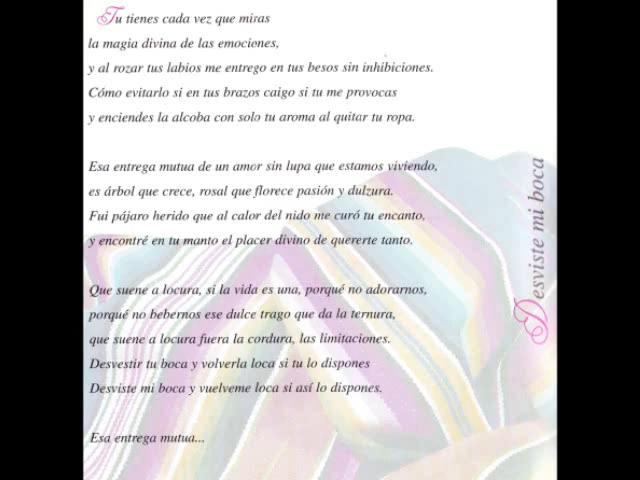 Tu tienes cada vez que miras
la magia divina de las emociones,
y al rozar tus labios me entrego en tus besos sin inhibiciones.
Cómo evitarlo si en tus brazos caigo si tu me provocas
y enciendes la alcoba con solo tu aroma al quitar tu ropa.
Esa entrega mutua de un amor sin lupa que estamos viviendo,
es árbol que crece, rosal que florece pasión y dulzura.
Fui pájaro herido que al calor del nido me curó tu encanto,
y encontré en tu manto el placer divino de quererte tanto.
Que suene a locura, si la vida es una, porqué no adorarnos,
porqué no bebernos ese dulce trago que da la ternura,
que suene a locura fuera la cordura, las limitaciones.
Desvestir tu boca y volverla loca si tu lo dispones
Desviste mi boca y vuelveme loca si así lo dispones.
Esa entrega mutua...
Desviste mi boca